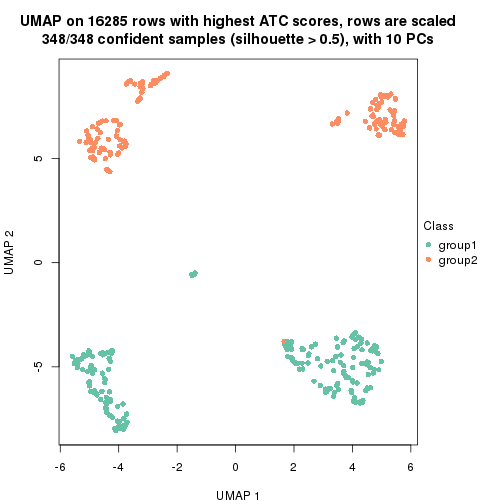 UMAP on 16285 rows with highest ATC scores, rows are scaled
348/348 confident samples (silhouette > 0.5), with 10 PCs
5
0
-5
UMAP 2
-6 -4 -2 0 2 4 6
UMAP 1
Class
group1
group2